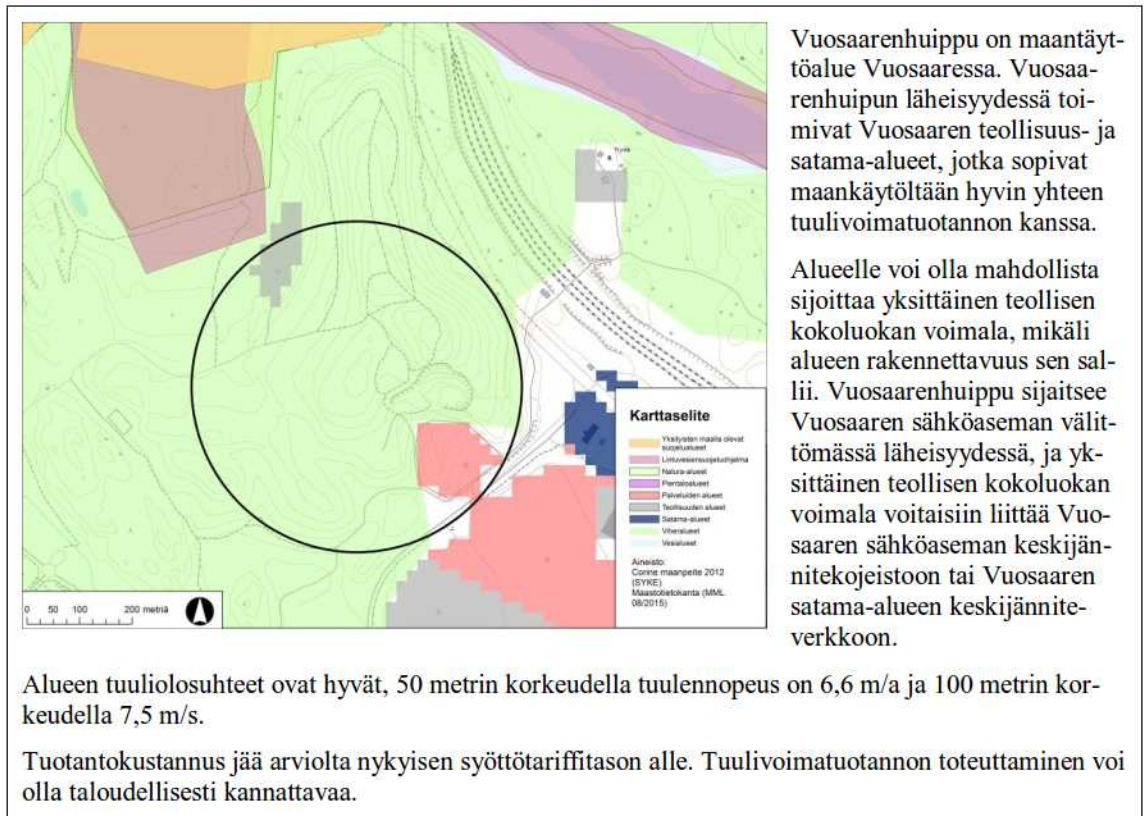 Vuosaarenhuippu on maantäyt-
töalue Vuosaaressa. Vuosaa-
renhuipun läheisyydessä toi-
mivat Vuosaaren teollisuus- ja
satama-alueet, jotka sopivat
maankäytöltään hyvin yhteen
tuulivoimatuotannon kanssa.
Alueelle voi olla mahdollista
sijoittaa yksittäinen teollisen
kokoluokan voimala, mikäli
alueen rakennettavuus sen sal-
lii. Vuosaarenhuippu sijaitsee
Vuosaaren sähköaseman välit-
tömässä läheisyydessä, ja yk-
sittäinen teollisen kokoluokan
voimala voitaisiin liittää Vuo-
saaren sähköaseman keskijän-
nitekojeistoon tai Vuosaaren
satama-alueen keskijännite-
verkkoon.
Karttaselite
Yksityisten maalla olevat
suojelualueet
Lintuvesiensuojeluohjelma
Natura-alueet
Pientaloalueet
Palveluiden alueet
Teollisuuden alueet
Satama-alueet
Viheralueet
Vesialueet
Aineisto:
Corine maanpeite 2012
(SYKE)
Maastotietokanta (MML
08/2015)
0 50 100 200 metriä
Alueen tuuliolosuhteet ovat hyvät, 50 metrin korkeudella tuulennopeus on 6,6 m/a ja 100 metrin kor-
keudella 7,5 m/s.
Tuotantokustannus jää arviolta nykyisen syöttötariffitason alle. Tuulivoimatuotannon toteuttaminen voi
olla taloudellisesti kannattavaa.